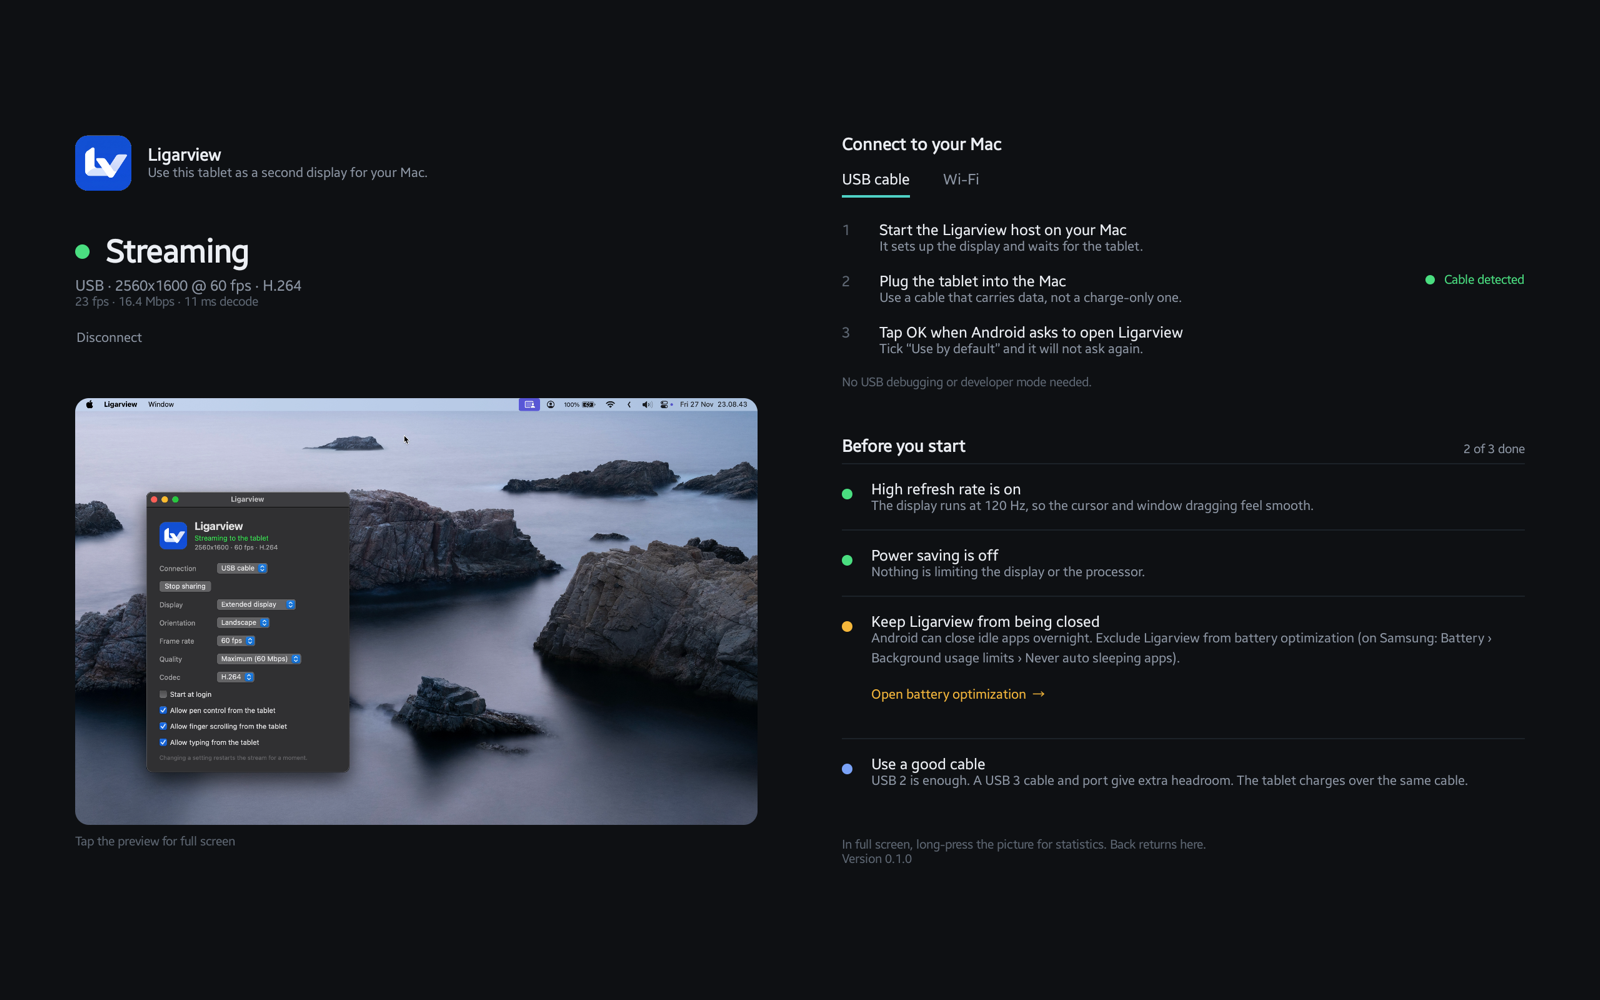 Ligarview
Use this tablet as a second display for your Mac.
Streaming
USB · 2560x1600 @ 60 fps · H.264
23 fps · 16.4 Mbps · 11 ms decode
Disconnect
Ligarview Window 100% Fri 27 Nov 23.08.43
Ligarview
Ligarview
Streaming to the tablet
2560x1600 · 60 fps · H.264
Connection USB cable
Stop sharing
Display Extended display
Orientation Landscape
Frame rate 60 fps
Quality Maximum (60 Mbps)
Codec H.264
Start at login
Allow pen control from the tablet
Allow finger scrolling from the tablet
Allow typing from the tablet
Changing a setting restarts the stream for a moment.
Tap the preview for full screen
Connect to your Mac
USB cable Wi-Fi
1 Start the Ligarview host on your Mac
It sets up the display and waits for the tablet.
2 Plug the tablet into the Mac
Use a cable that carries data, not a charge-only one.
Cable detected
3 Tap OK when Android asks to open Ligarview
Tick “Use by default” and it will not ask again.
No USB debugging or developer mode needed.
Before you start 2 of 3 done
High refresh rate is on
The display runs at 120 Hz, so the cursor and window dragging feel smooth.
Power saving is off
Nothing is limiting the display or the processor.
Keep Ligarview from being closed
Android can close idle apps overnight. Exclude Ligarview from battery optimization (on Samsung: Battery ›
Background usage limits › Never auto sleeping apps).
Open battery optimization →
Use a good cable
USB 2 is enough. A USB 3 cable and port give extra headroom. The tablet charges over the same cable.
In full screen, long-press the picture for statistics. Back returns here.
Version 0.1.0